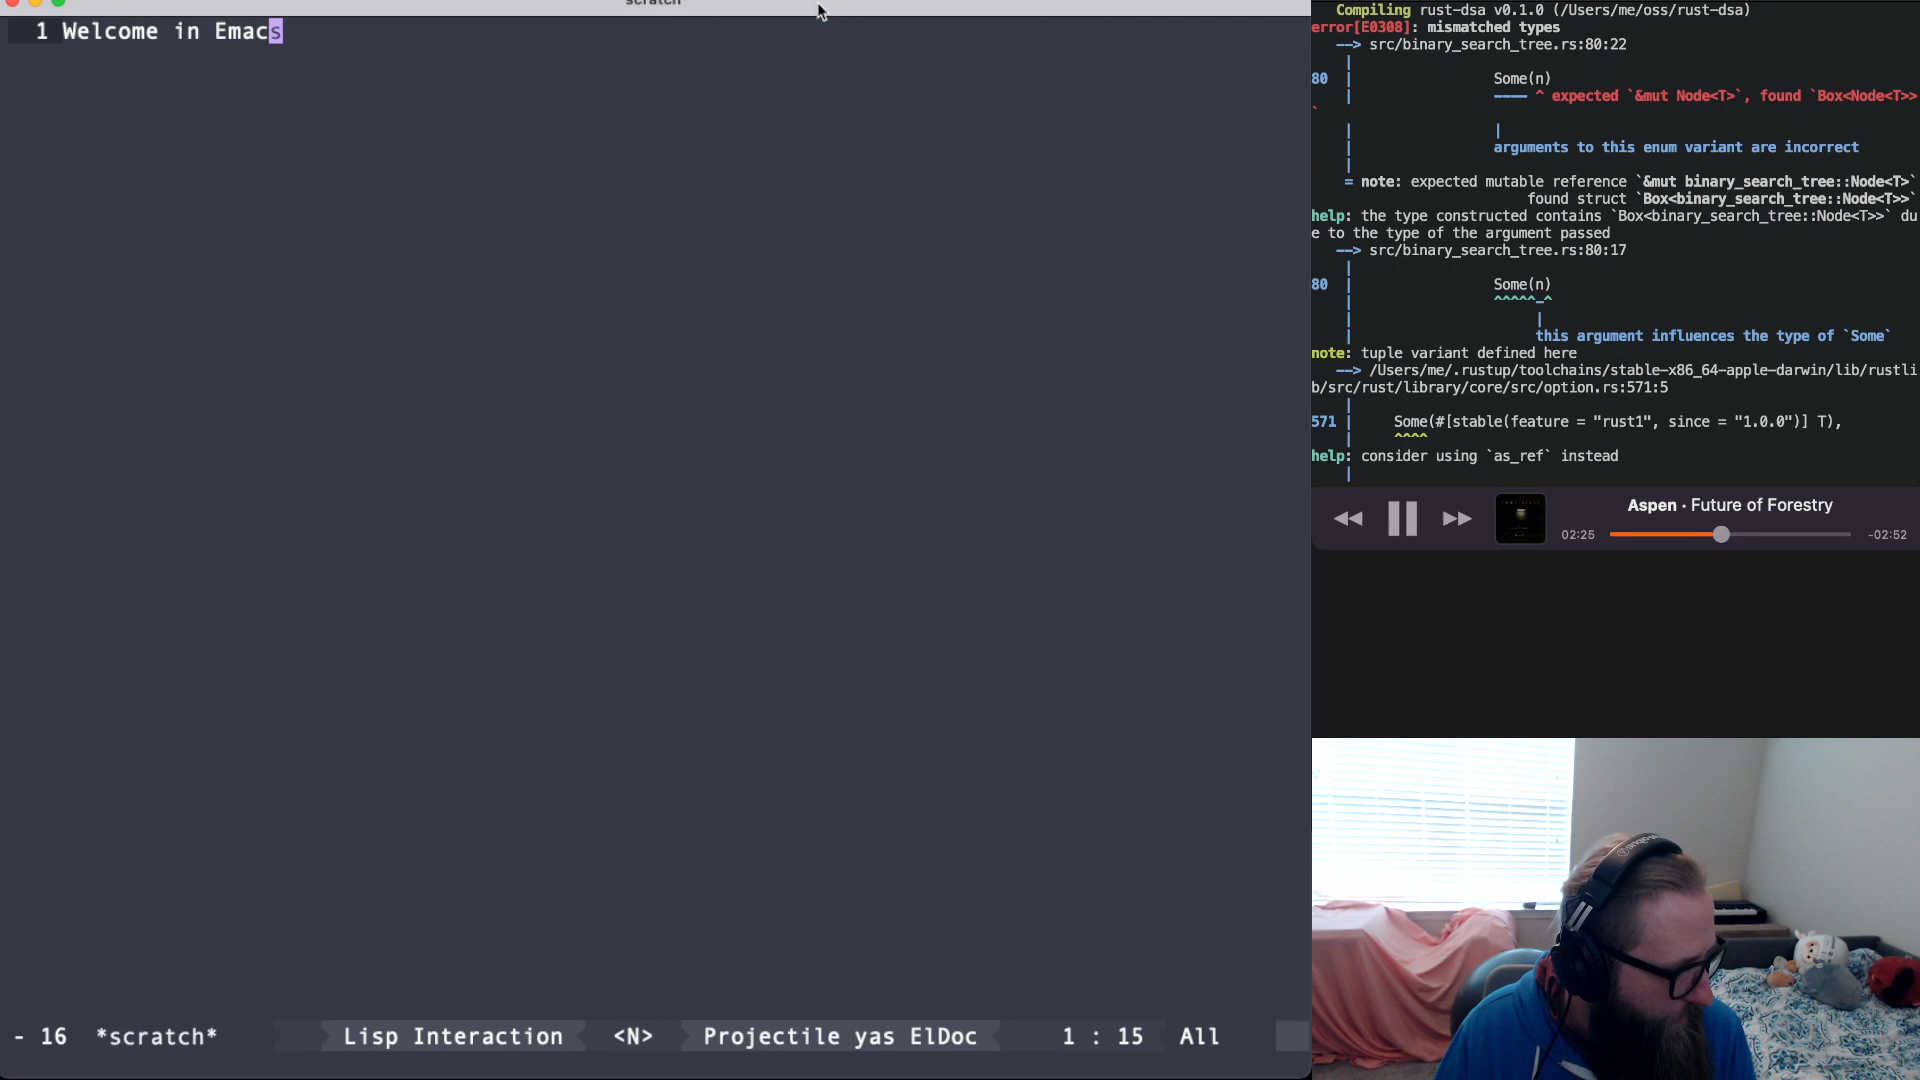 *scratch*
1 Welcome in Emacs
- 16 *scratch* Lisp Interaction <N> Projectile yas ElDoc 1 : 15 All
Compiling rust-dsa v0.1.0 (/Users/me/oss/rust-dsa)
error[E0308]: mismatched types
--> src/binary_search_tree.rs:80:22
|
80 | Some(n)
| ---- ^ expected `&mut Node<T>`, found `Box<Node<T>>
`
| |
| arguments to this enum variant are incorrect
|
= note: expected mutable reference `&mut binary_search_tree::Node<T>`
found struct `Box<binary_search_tree::Node<T>>`
help: the type constructed contains `Box<binary_search_tree::Node<T>>` du
e to the type of the argument passed
--> src/binary_search_tree.rs:80:17
|
80 | Some(n)
| ^^^^^-^
| |
| this argument influences the type of `Some`
note: tuple variant defined here
--> /Users/me/.rustup/toolchains/stable-x86_64-apple-darwin/lib/rustli
b/src/rust/library/core/src/option.rs:571:5
|
571 | Some(#[stable(feature = "rust1", since = "1.0.0")] T),
| ^^^^
help: consider using `as_ref` instead
|
Aspen · Future of Forestry
02:25 -02:52